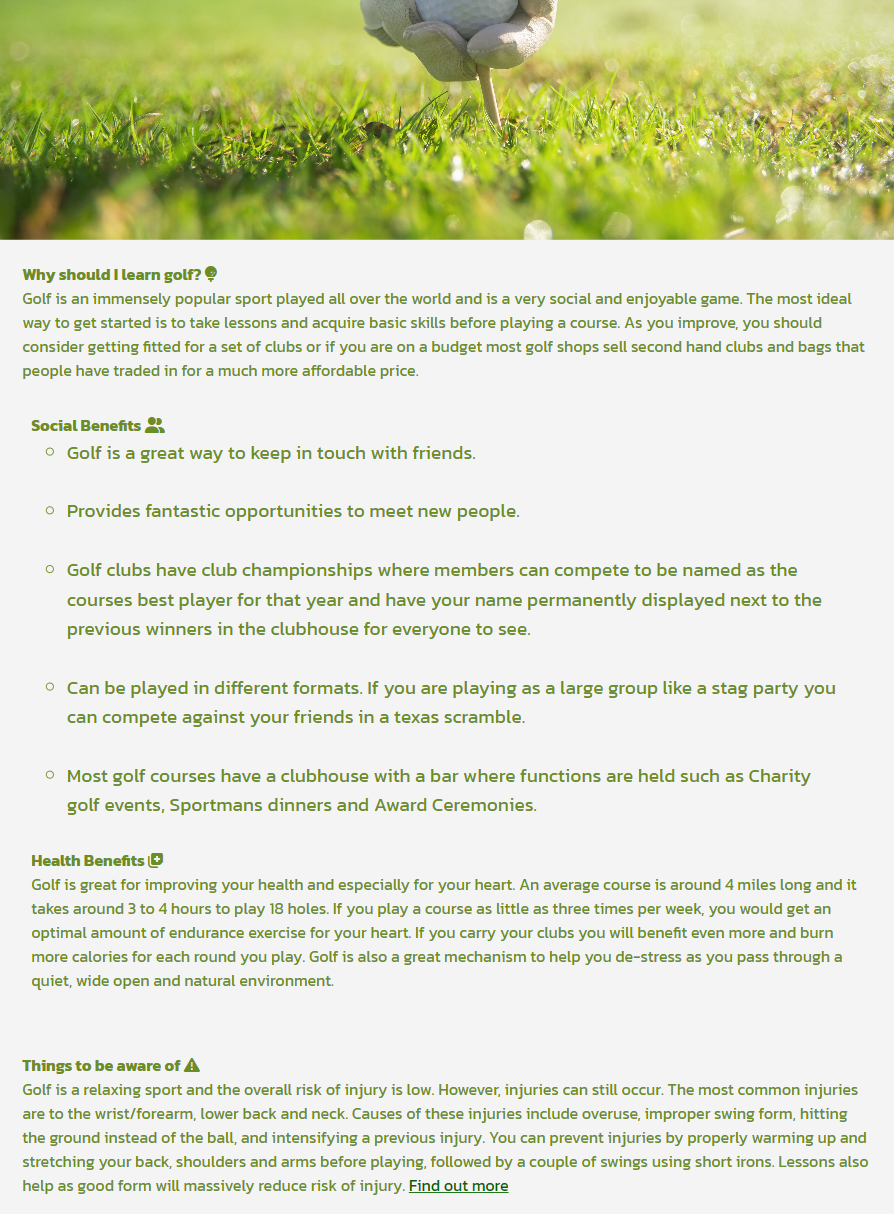 Why should I learn golf?
Golf is an immensely popular sport played all over the world and is a very social and enjoyable game. The most ideal
way to get started is to take lessons and acquire basic skills before playing a course. As you improve, you should
consider getting fitted for a set of clubs or if you are on a budget most golf shops sell second hand clubs and bags that
people have traded in for a much more affordable price.
Social Benefits
Golf is a great way to keep in touch with friends.
Provides fantastic opportunities to meet new people.
Golf clubs have club championships where members can compete to be named as the
courses best player for that year and have your name permanently displayed next to the
previous winners in the clubhouse for everyone to see.
Can be played in different formats. If you are playing as a large group like a stag party you
can compete against your friends in a texas scramble.
Most golf courses have a clubhouse with a bar where functions are held such as Charity
golf events, Sportmans dinners and Award Ceremonies.
Health Benefits
Golf is great for improving your health and especially for your heart. An average course is around 4 miles long and it
takes around 3 to 4 hours to play 18 holes. If you play a course as little as three times per week, you would get an
optimal amount of endurance exercise for your heart. If you carry your clubs you will benefit even more and burn
more calories for each round you play. Golf is also a great mechanism to help you de-stress as you pass through a
quiet, wide open and natural environment.
Things to be aware of
Golf is a relaxing sport and the overall risk of injury is low. However, injuries can still occur. The most common injuries
are to the wrist/forearm, lower back and neck. Causes of these injuries include overuse, improper swing form, hitting
the ground instead of the ball, and intensifying a previous injury. You can prevent injuries by properly warming up and
stretching your back, shoulders and arms before playing, followed by a couple of swings using short irons. Lessons also
help as good form will massively reduce risk of injury. Find out more